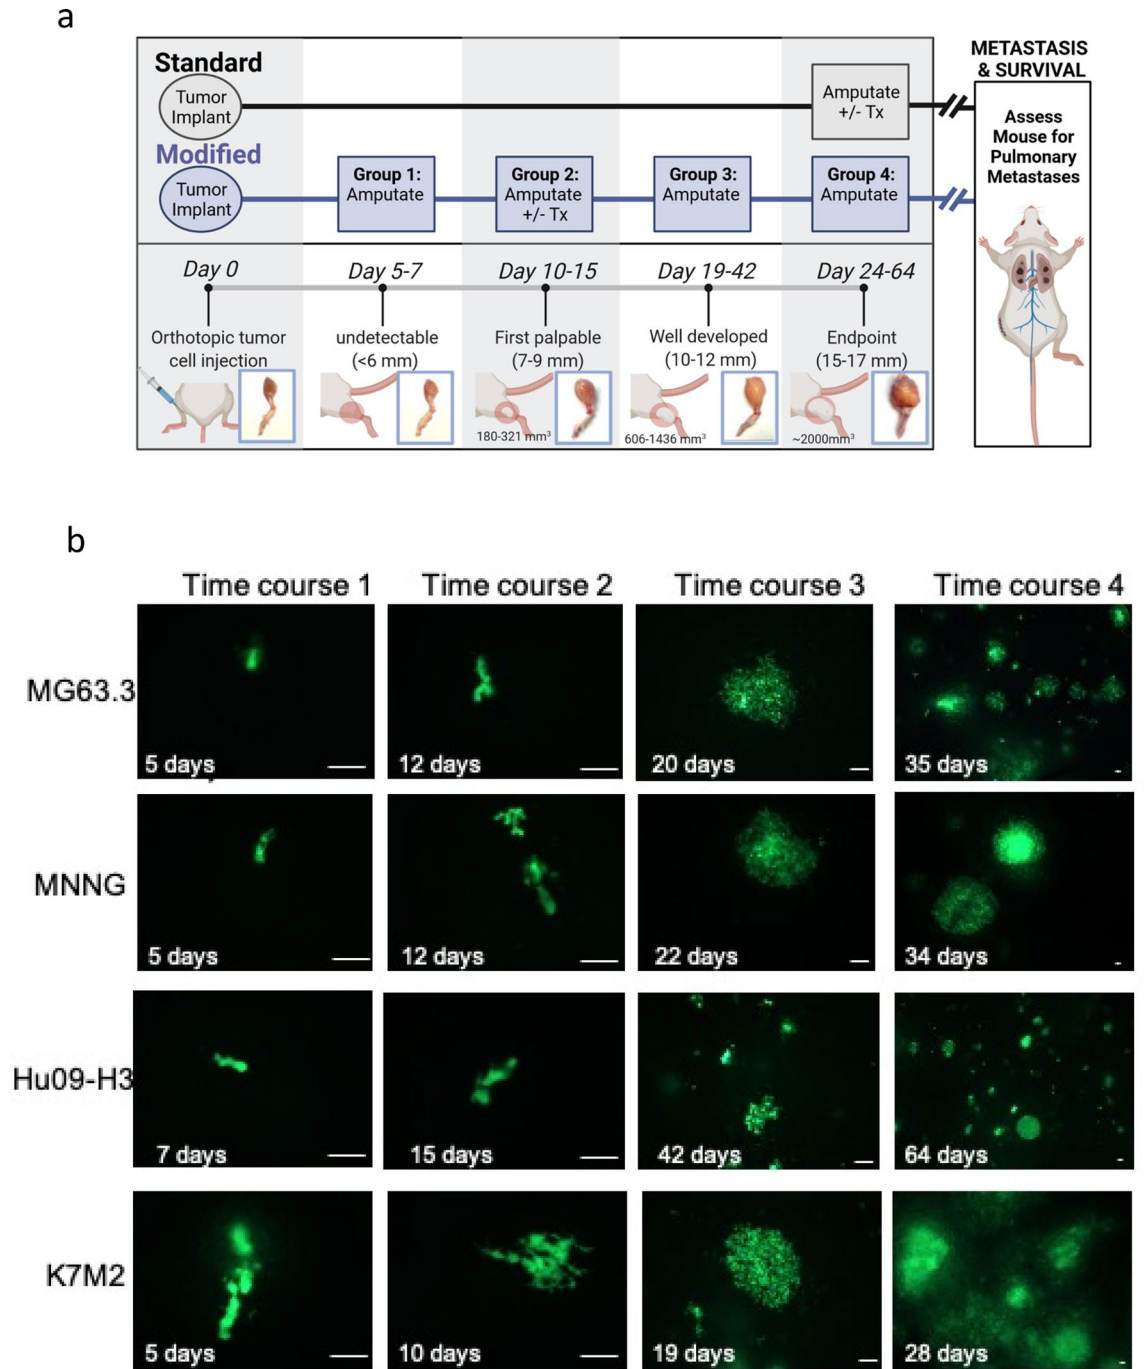 a
Standard
Tumor
Implant
Amputate
+/- Tx
METASTASIS
& SURVIVAL
Assess
Mouse for
Pulmonary
Metastases
Modified
Tumor
Implant
Group 1:
Amputate
Group 2:
Amputate
+/- Tx
Group 3:
Amputate
Group 4:
Amputate
Day 0
Day 5-7
Day 10-15
Day 19-42
Day 24-64
Orthotopic tumor
cell injection
undetectable
(<6 mm)
First palpable
(7-9 mm)
Well developed
(10-12 mm)
Endpoint
(15-17 mm)
180-321 mm³
606-1436 mm³
~2000mm³
b
Time course 1
Time course 2
Time course 3
Time course 4
MG63.3
5 days
12 days
20 days
35 days
MNNG
5 days
12 days
22 days
34 days
Hu09-H3
7 days
15 days
42 days
64 days
K7M2
5 days
10 days
19 days
28 days